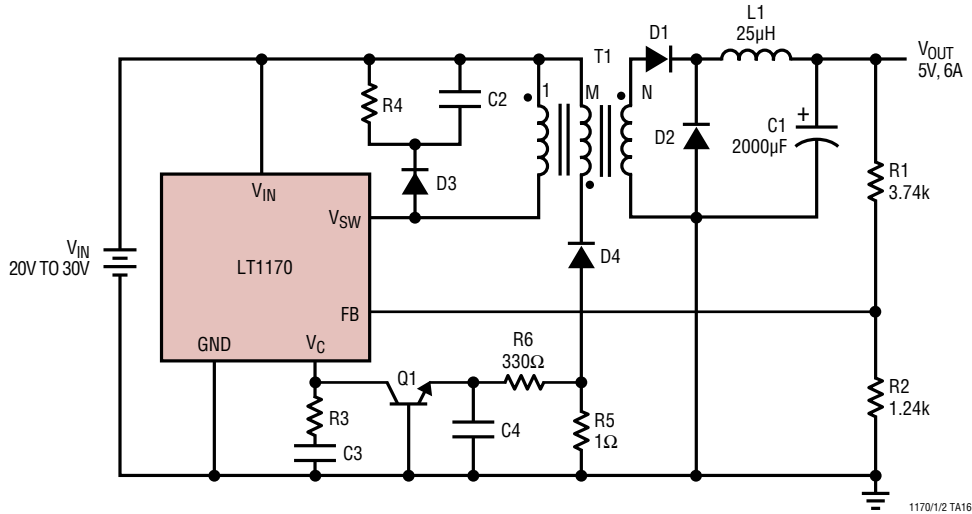 L1
25µH
D1
V_OUT
5V, 6A
T1
1
M
N
R4
C2
D2
+
C1
2000µF
D3
R1
3.74k
V_IN
V_SW
V_IN
20V TO 30V
LT1170
D4
FB
GND
V_C
Q1
R6
330Ω
R2
1.24k
R3
C4
R5
1Ω
C3
1170/1/2 TA16